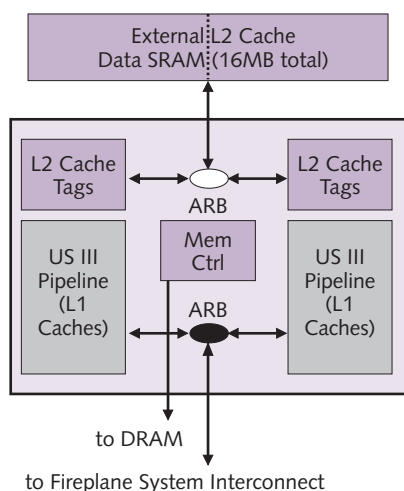 External L2 Cache
Data SRAM (16MB total)
L2 Cache
Tags
L2 Cache
Tags
ARB
US III
Pipeline
(L1
Caches)
Mem
Ctrl
US III
Pipeline
(L1
Caches)
ARB
to DRAM
to Fireplane System Interconnect